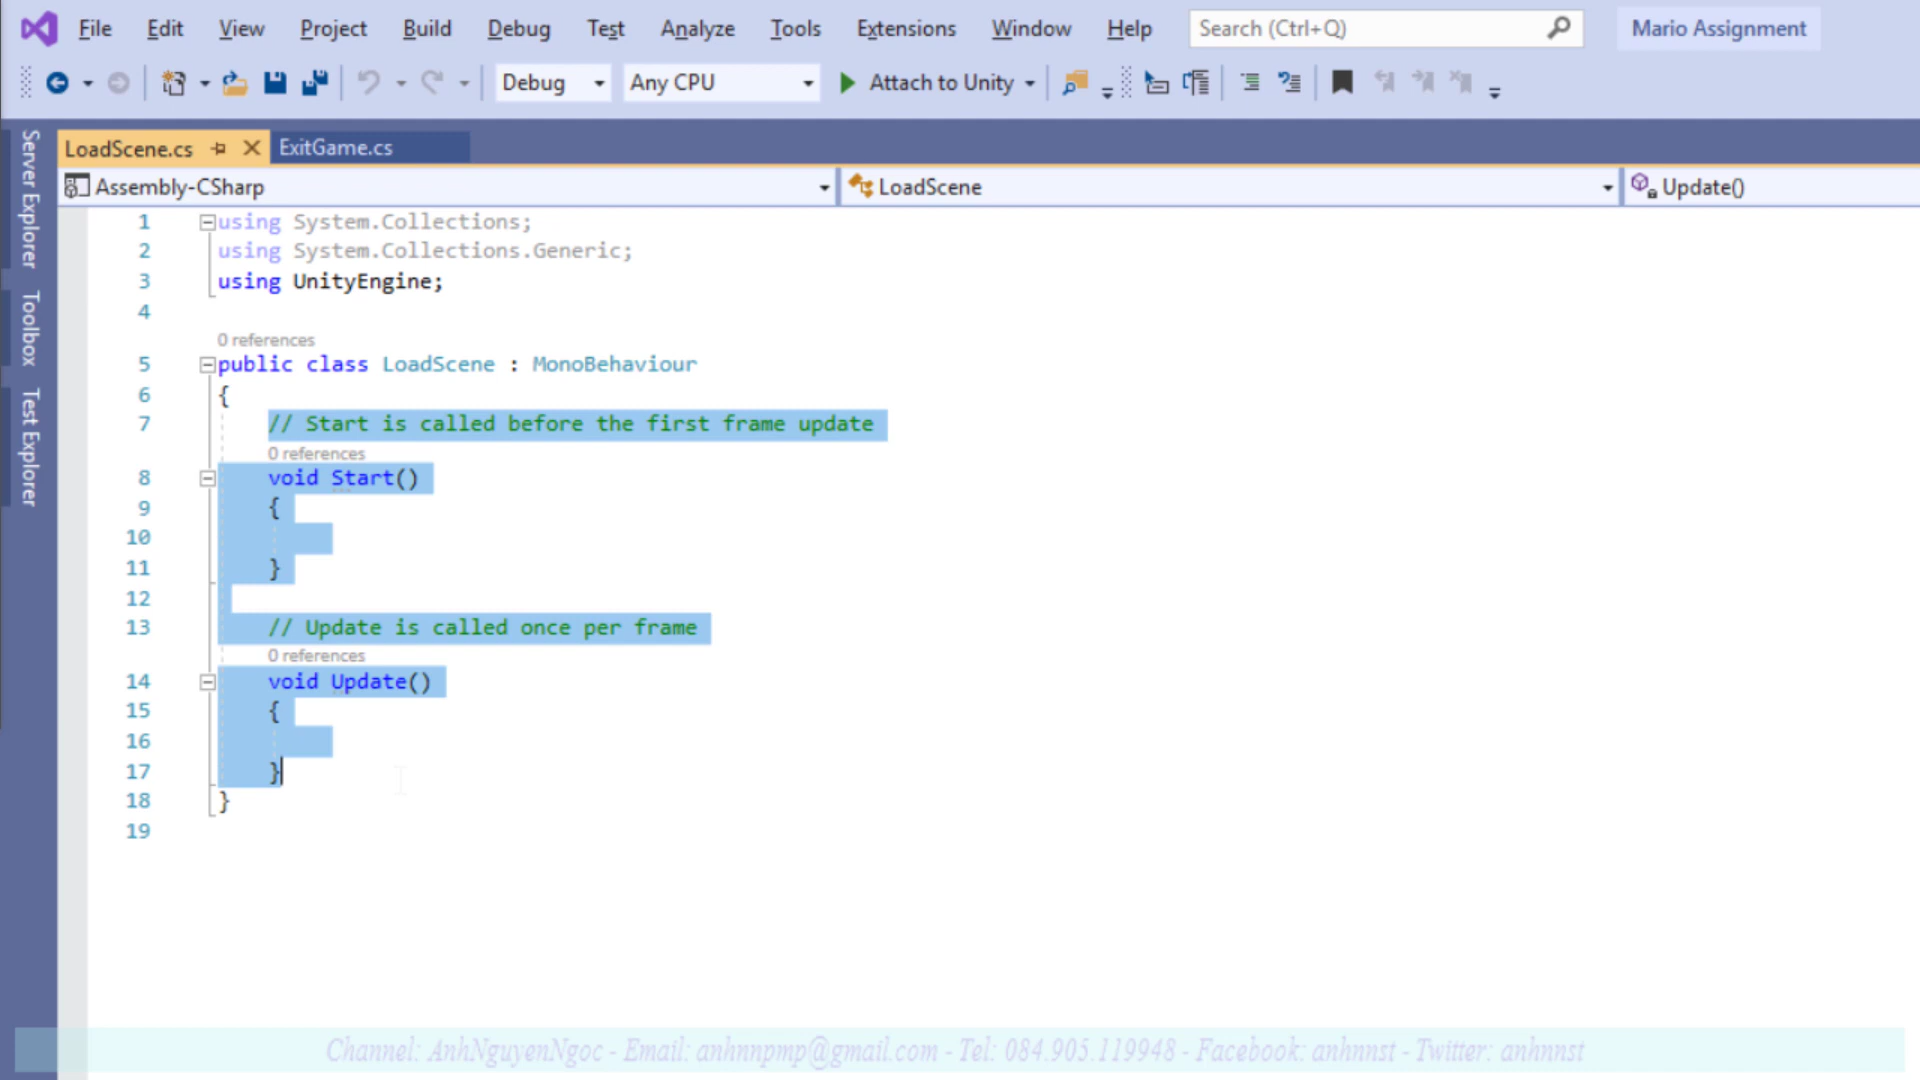 File Edit View Project Build Debug Test Analyze Tools Extensions Window Help Search (Ctrl+Q) Mario Assignment
Debug Any CPU Attach to Unity
Server Explorer
Toolbox
Test Explorer
LoadScene.cs ExitGame.cs
Assembly-CSharp LoadScene Update()
1 using System.Collections;
2 using System.Collections.Generic;
3 using UnityEngine;
4
0 references
5 public class LoadScene : MonoBehaviour
6 {
7 // Start is called before the first frame update
0 references
8 void Start()
9 {
10
11 }
12
13 // Update is called once per frame
0 references
14 void Update()
15 {
16
17 }
18 }
19
Channel: AnhNguyenNgoc - Email: anhnnpmp@gmail.com - Tel: 084.905.119948 - Facebook: anhnnst - Twitter: anhnnst